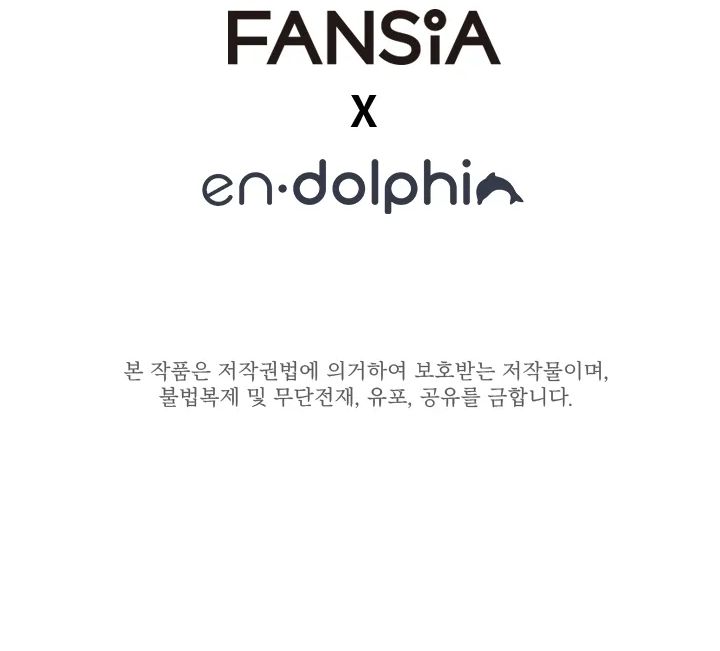 FANSiA
X
en·dolphin
본 작품은 저작권법에 의거하여 보호받는 저작물이며,
불법복제 및 무단전재, 유포, 공유를 금합니다.